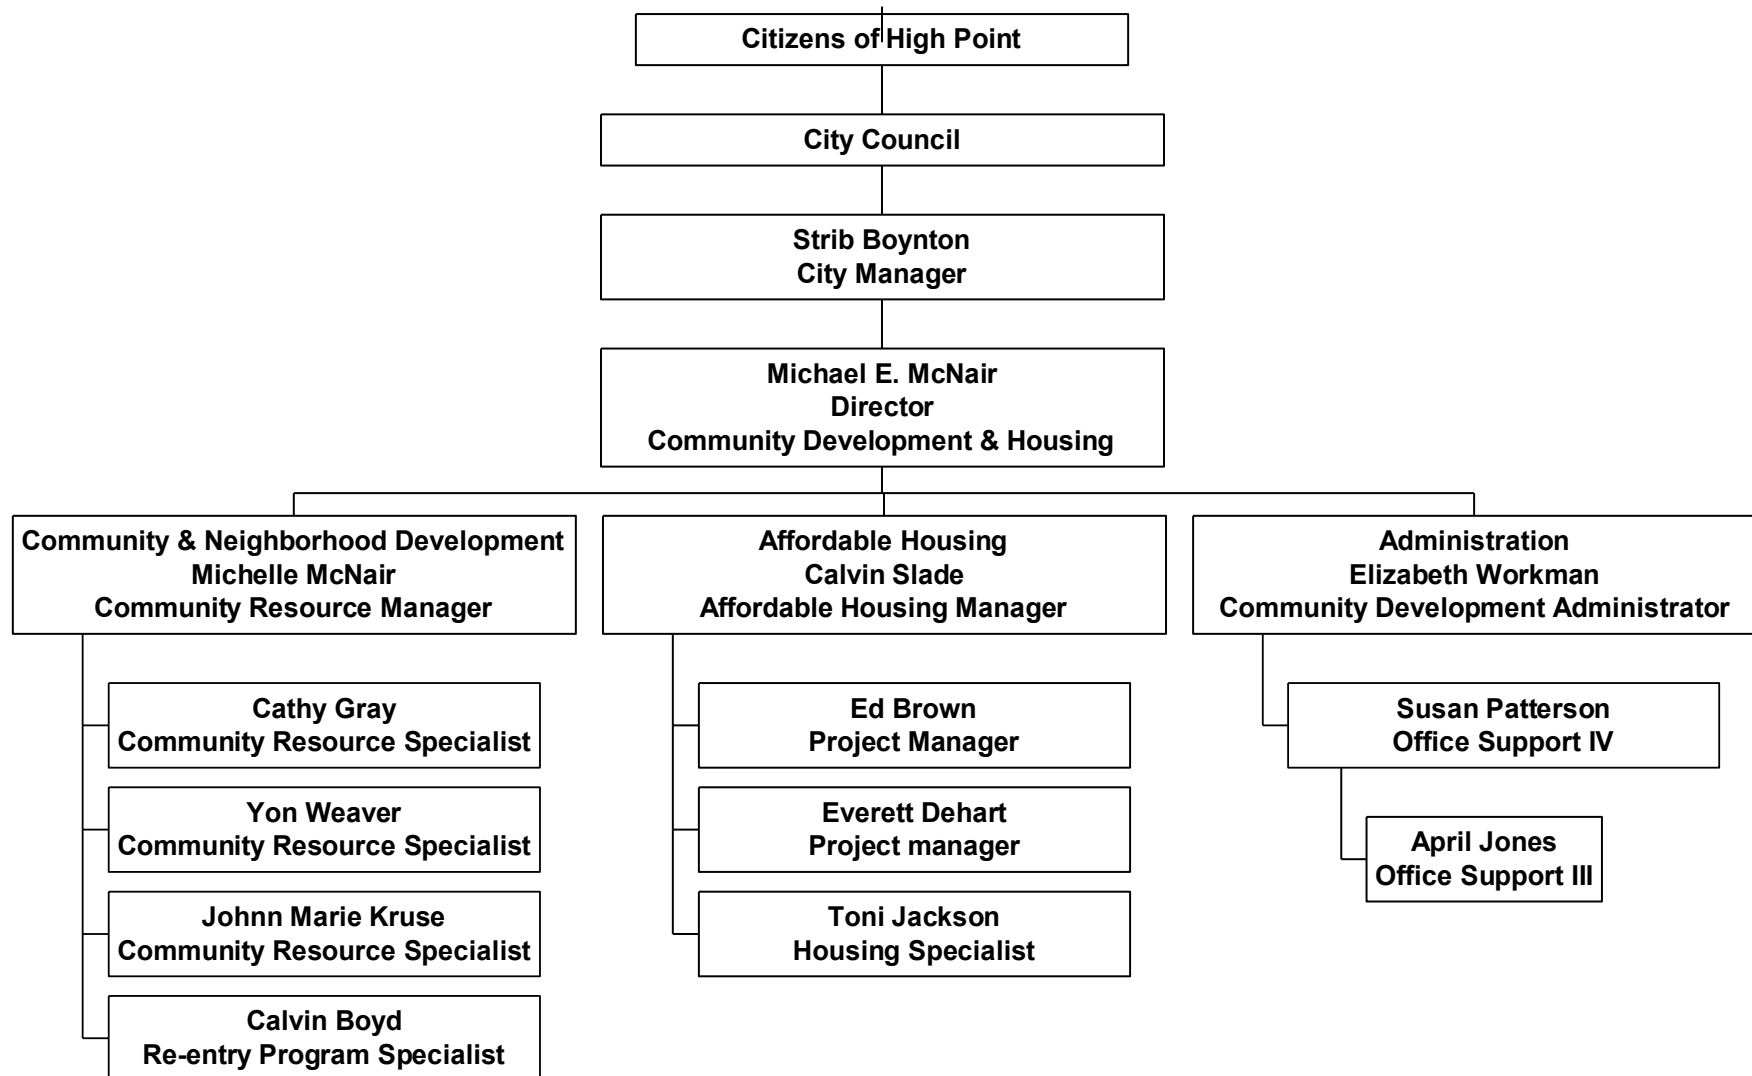 Citizens of High Point
City Council
Strib Boynton
City Manager
Michael E. McNair
Director
Community Development & Housing
Community & Neighborhood Development
Michelle McNair
Community Resource Manager
Cathy Gray
Community Resource Specialist
Yon Weaver
Community Resource Specialist
Johnn Marie Kruse
Community Resource Specialist
Calvin Boyd
Re-entry Program Specialist
Affordable Housing
Calvin Slade
Affordable Housing Manager
Ed Brown
Project Manager
Everett Dehart
Project manager
Toni Jackson
Housing Specialist
Administration
Elizabeth Workman
Community Development Administrator
Susan Patterson
Office Support IV
April Jones
Office Support III